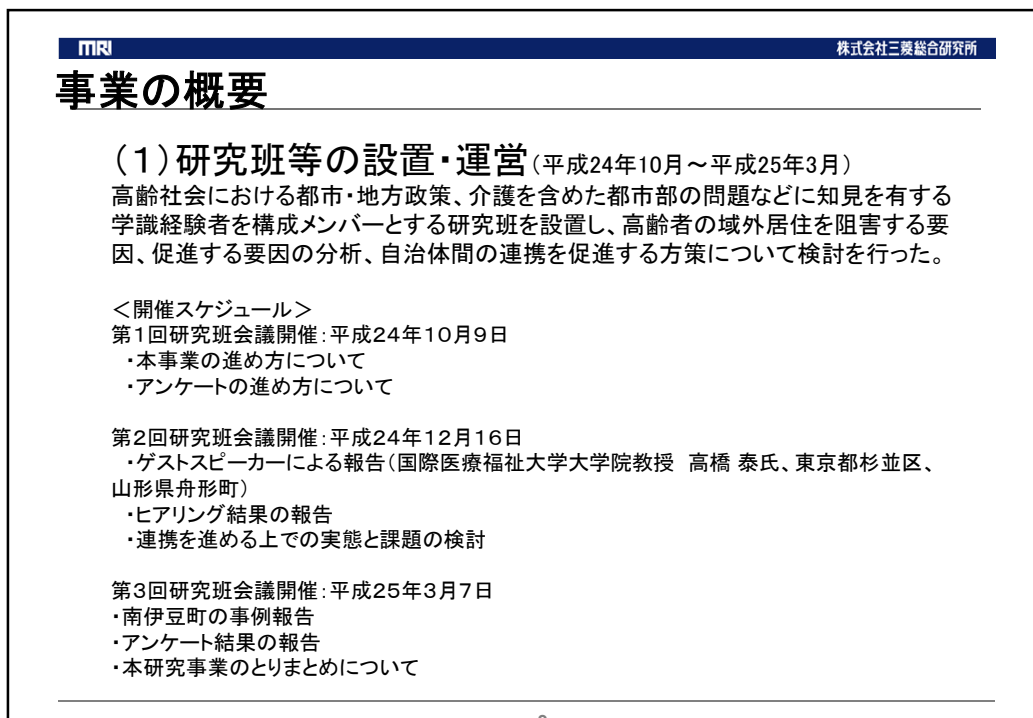 MRI 株式会社三菱総合研究所
事業の概要
（1）研究班等の設置・運営（平成24年10月～平成25年3月）
高齢社会における都市・地方政策、介護を含めた都市部の問題などに知見を有する
学識経験者を構成メンバーとする研究班を設置し、高齢者の域外居住を阻害する要
因、促進する要因の分析、自治体間の連携を促進する方策について検討を行った。
＜開催スケジュール＞
第1回研究班会議開催：平成24年10月9日
・本事業の進め方について
・アンケートの進め方について
第2回研究班会議開催：平成24年12月16日
・ゲストスピーカーによる報告（国際医療福祉大学大学院教授 高橋 泰氏、東京都杉並区、
山形県舟形町）
・ヒアリング結果の報告
・連携を進める上での実態と課題の検討
第3回研究班会議開催：平成25年3月7日
・南伊豆町の事例報告
・アンケート結果の報告
・本研究事業のとりまとめについて